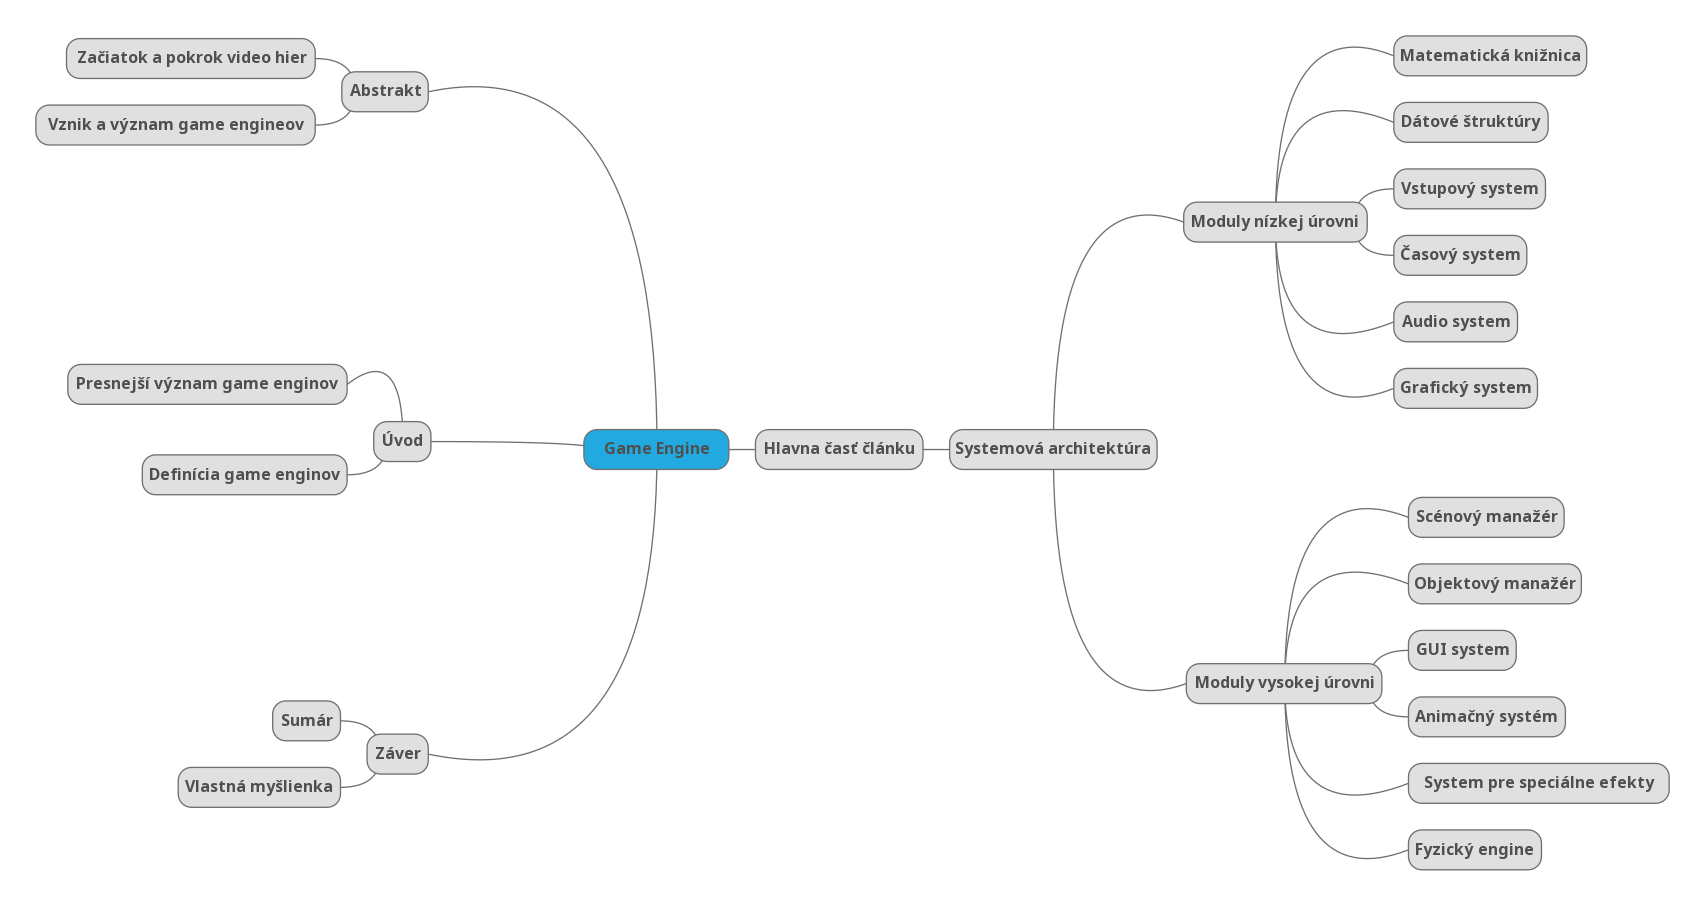 Začiatok a pokrok video hier
Abstrakt
Vznik a význam game engineov
Presnejší význam game enginov
Úvod
Definícia game enginov
Sumár
Záver
Vlastná myšlienka
Game Engine
Hlavna časť článku
Systemová architektúra
Moduly nízkej úrovni
Matematická knižnica
Dátové štruktúry
Vstupový system
Časový system
Audio system
Grafický system
Moduly vysokej úrovni
Scénový manažér
Objektový manažér
GUI system
Animačný systém
System pre speciálne efekty
Fyzický engine